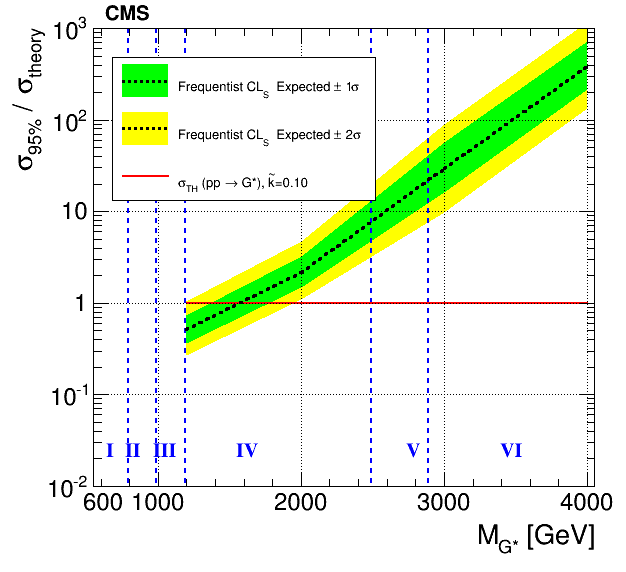 CMS
σ95% / σtheory
10³
10²
10
1
10⁻¹
10⁻²
Frequentist CLS Expected ± 1σ
Frequentist CLS Expected ± 2σ
σTH (pp → G*), k̃=0.10
I II III IV V VI
600 800 1000 2000 3000 4000
MG* [GeV]